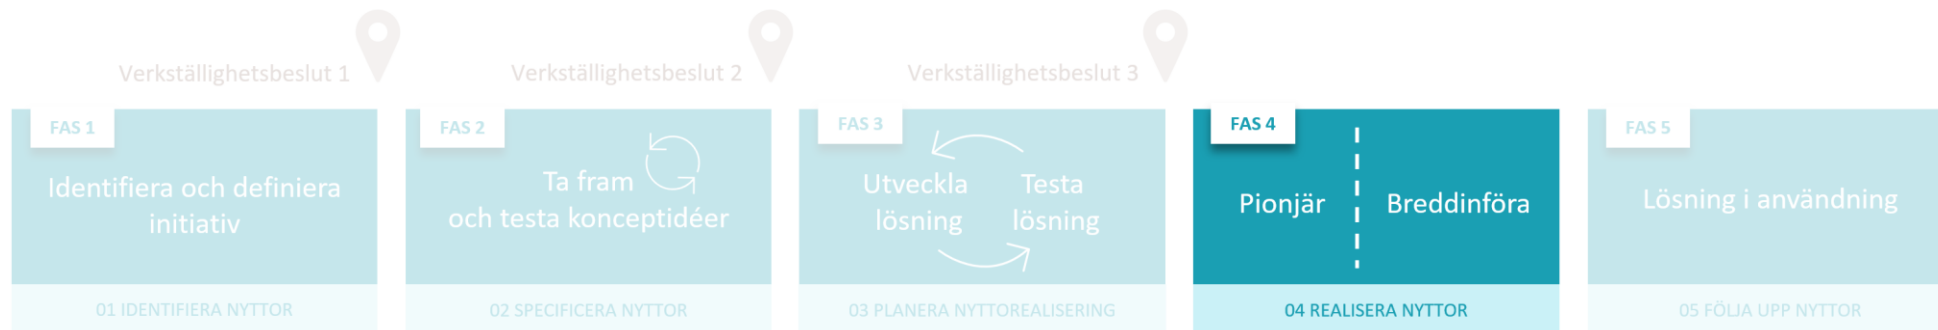 Verkställighetsbeslut 1
Verkställighetsbeslut 2
Verkställighetsbeslut 3
FAS 1
Identifiera och definiera
initiativ
01 IDENTIFIERA NYTTOR
FAS 2
Ta fram
och testa konceptidéer
02 SPECIFICERA NYTTOR
FAS 3
Utveckla
lösning
Testa
lösning
03 PLANERA NYTTOREALISERING
FAS 4
Pionjär
Breddinföra
04 REALISERA NYTTOR
FAS 5
Lösning i användning
05 FÖLJA UPP NYTTOR